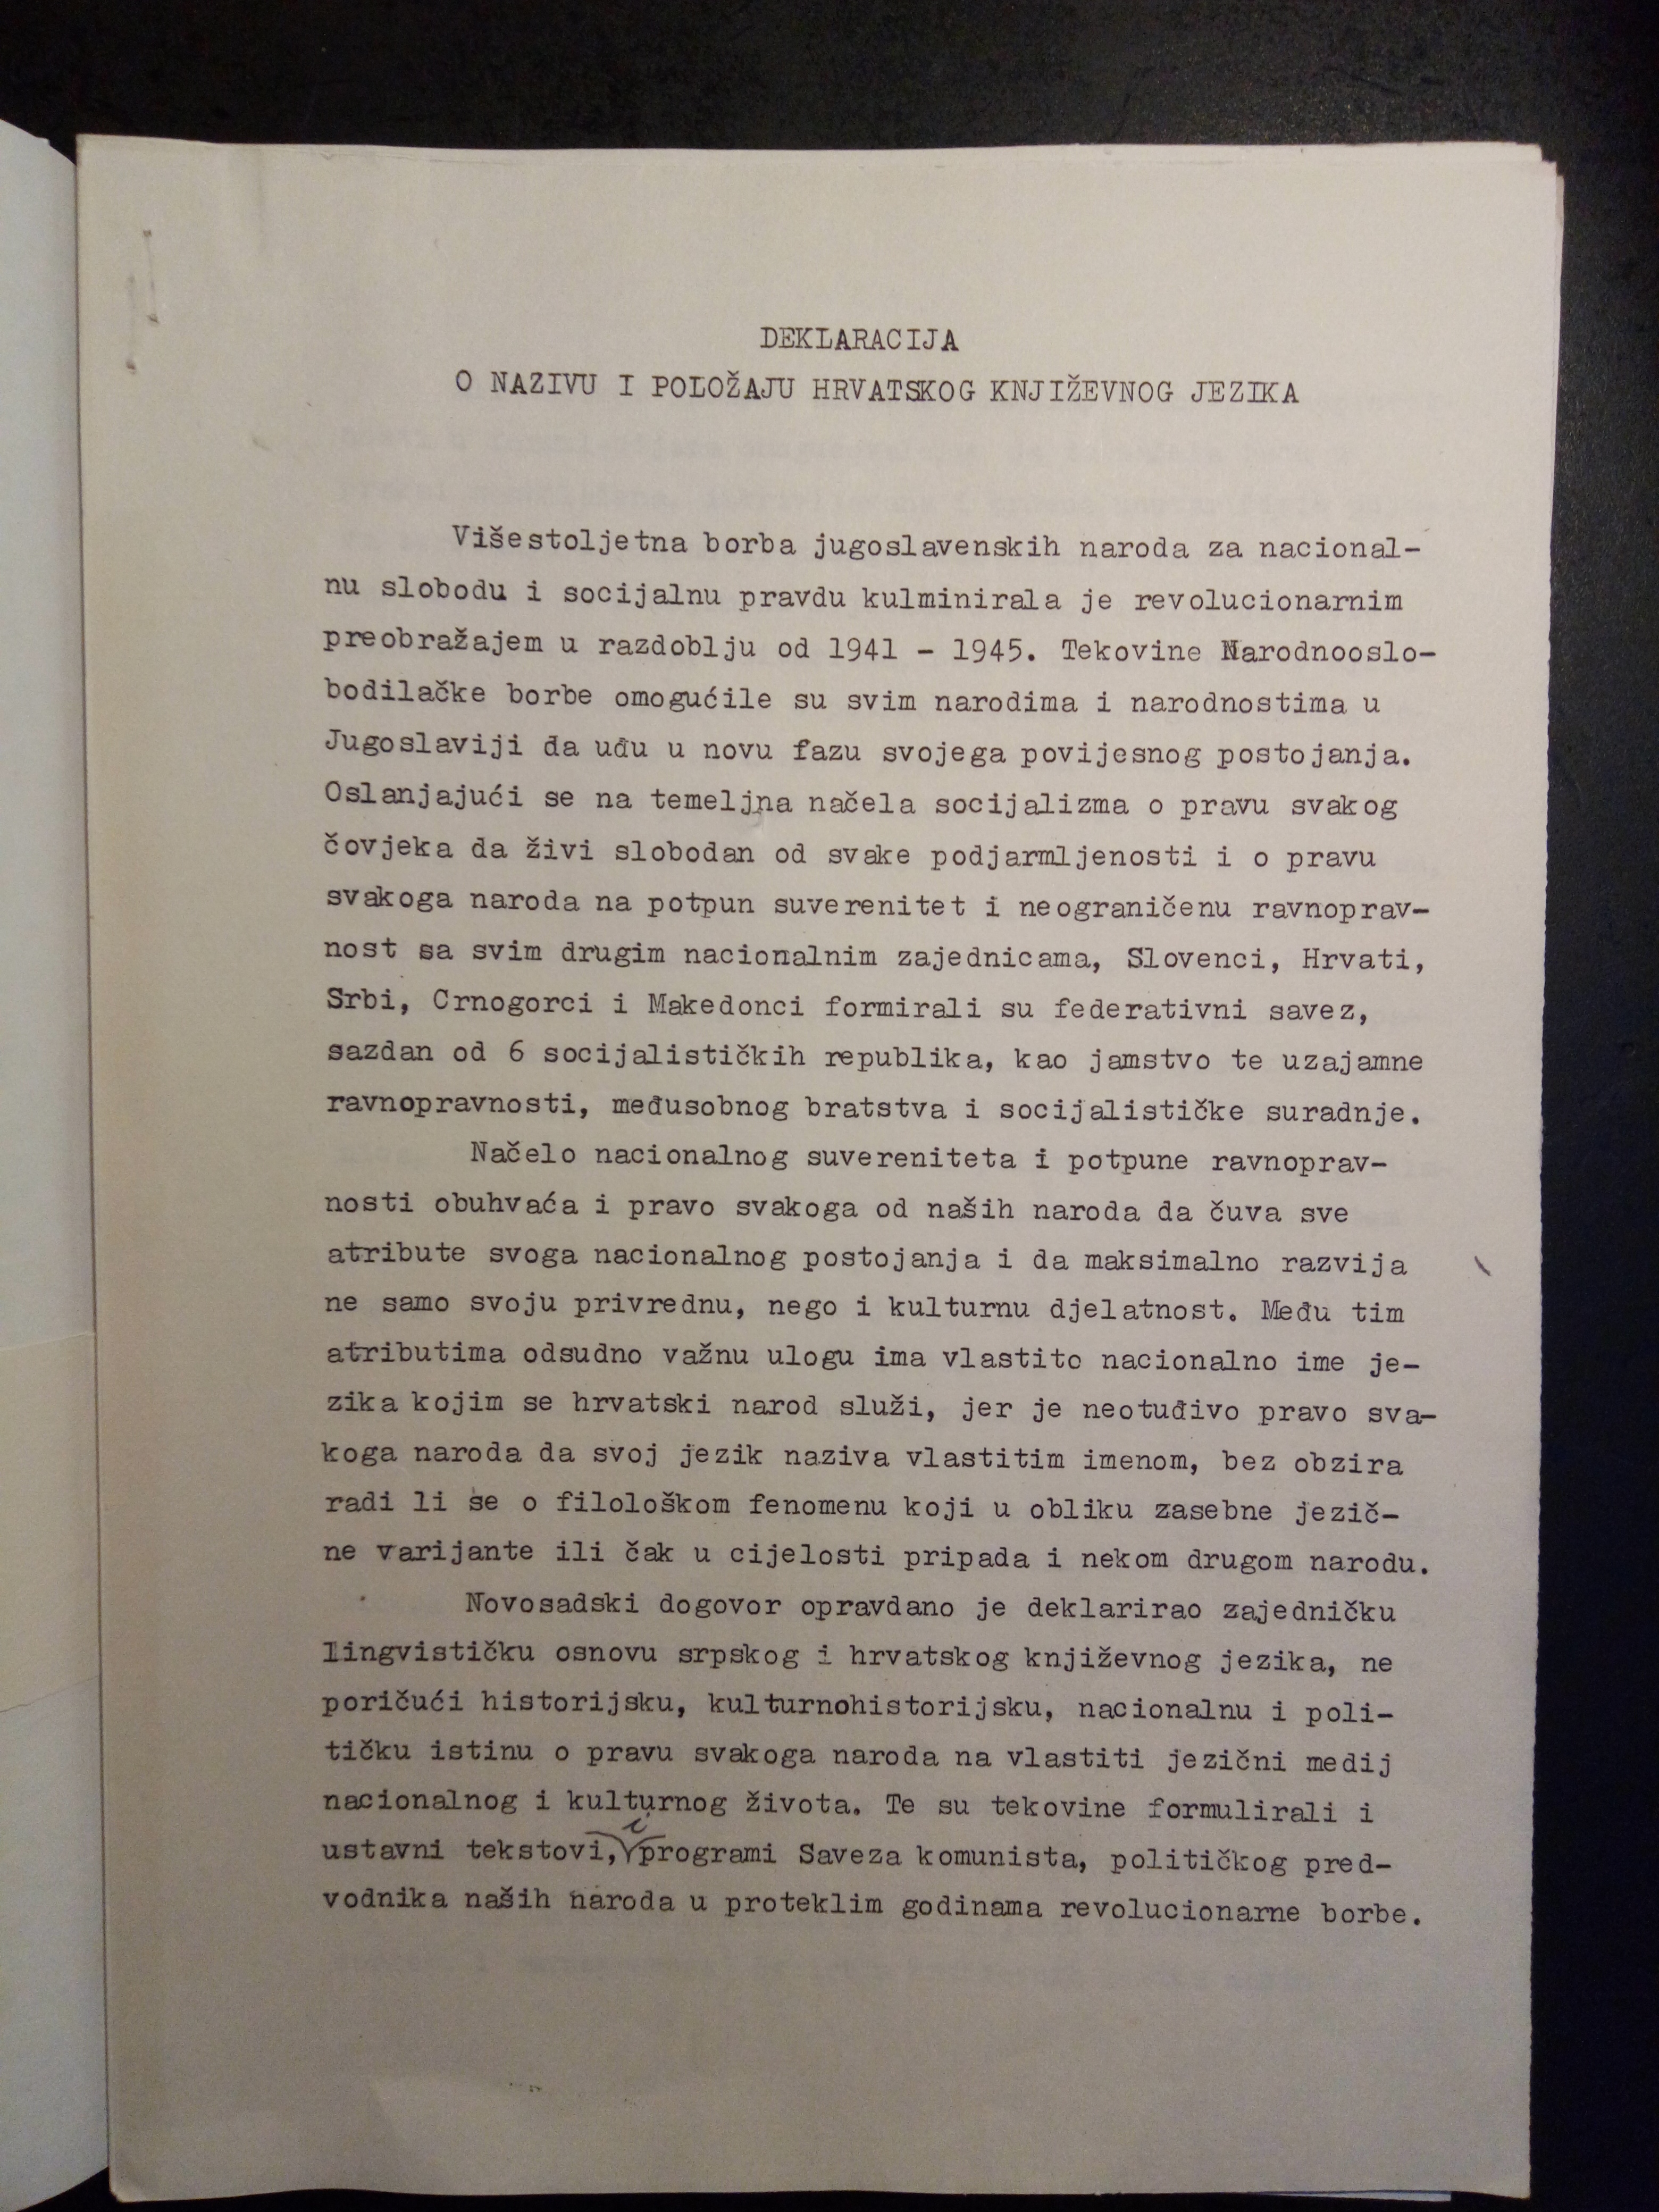 DEKLARACIJA
O NAZIVU I POLOŽAJU HRVATSKOG KNJIŽEVNOG JEZIKA
Višestoljetna borba jugoslavenskih naroda za nacional-
nu slobodu i socijalnu pravdu kulminirala je revolucionarnim
preobražajem u razdoblju od 1941 - 1945. Tekovine Narodnooslo-
bodilačke borbe omogućile su svim narodima i narodnostima u
Jugoslaviji da uđu u novu fazu svojega povijesnog postojanja.
Oslanjajući se na temeljna načela socijalizma o pravu svakog
čovjeka da živi slobodan od svake podjarmljenosti i o pravu
svakoga naroda na potpun suverenitet i neograničenu ravnoprav-
nost sa svim drugim nacionalnim zajednicama, Slovenci, Hrvati,
Srbi, Crnogorci i Makedonci formirali su federativni savez,
sazdan od 6 socijalističkih republika, kao jamstvo te uzajamne
ravnopravnosti, međusobnog bratstva i socijalističke suradnje.
Načelo nacionalnog suvereniteta i potpune ravnoprav-
nosti obuhvaća i pravo svakoga od naših naroda da čuva sve
atribute svoga nacionalnog postojanja i da maksimalno razvija
ne samo svoju privrednu, nego i kulturnu djelatnost. Među tim
atributima odsudno važnu ulogu ima vlastito nacionalno ime je-
zika kojim se hrvatski narod služi, jer je neotuđivo pravo sva-
koga naroda da svoj jezik naziva vlastitim imenom, bez obzira
radi li se o filološkom fenomenu koji u obliku zasebne jezič-
ne varijante ili čak u cijelosti pripada i nekom drugom narodu.
Novosadski dogovor opravdano je deklarirao zajedničku
lingvističku osnovu srpskog i hrvatskog književnog jezika, ne
poričući historijsku, kulturnohistorijsku, nacionalnu i poli-
tičku istinu o pravu svakoga naroda na vlastiti jezični medij
nacionalnog i kulturnog života. Te su tekovine formulirali i
ustavni tekstovi, i programi Saveza komunista, političkog pred-
vodnika naših naroda u proteklim godinama revolucionarne borbe.